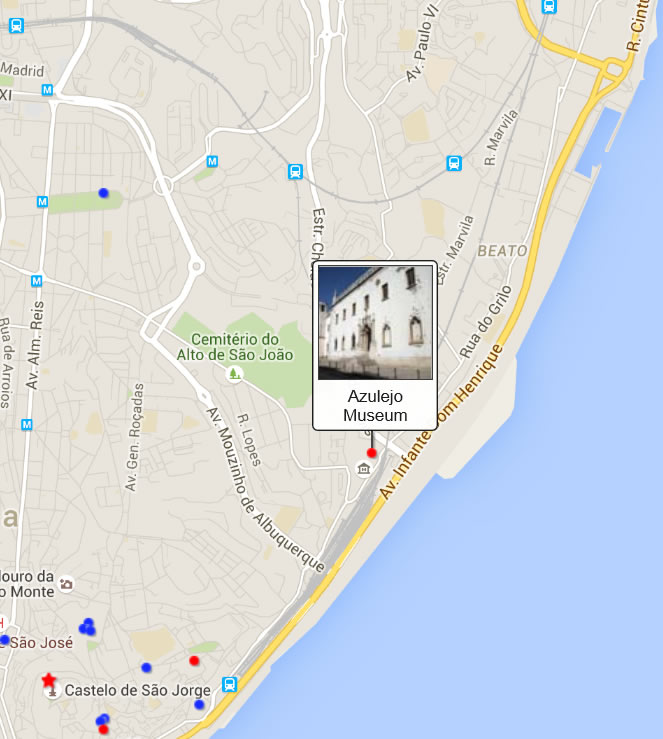 Av. Paulo VI
R. Cintu
Madrid
M
XI
M
R. Marvila
M
Estr. Ch
BEATO
Estr. Marvila
M
Rua do Grilo
Av. Alm. Reis
Rua de Arroios
Cemitério do
Alto de São João
Azulejo
Museum
Av. Infante Dom Henrique
Av. Gen. Roçadas
R. Lopes
M
Av. Mouzinho de Albuquerque
a
louro da
o Monte
H
e São José
Castelo de São Jorge